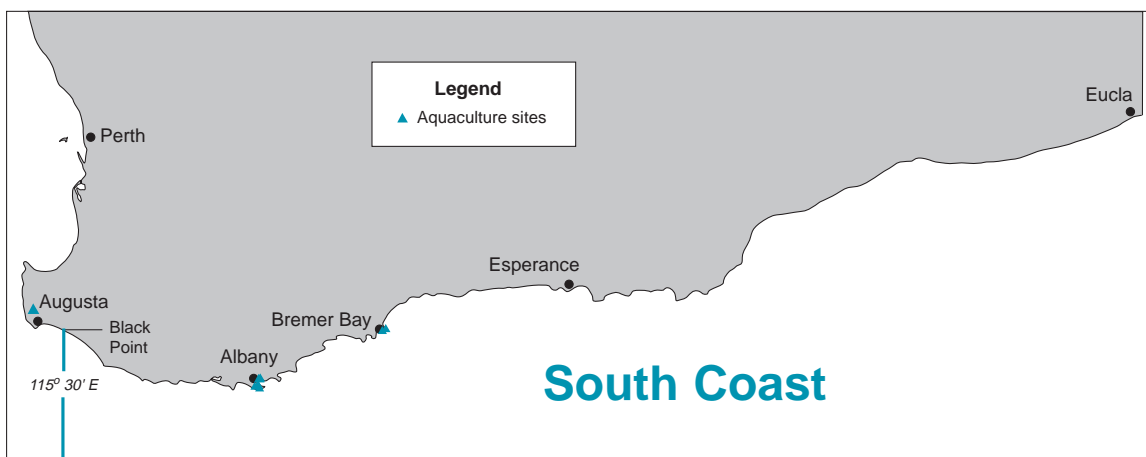 Legend
Aquaculture sites
Eucla
Perth
Esperance
Augusta
Bremer Bay
Black
Point
Albany
115° 30' E
South Coast